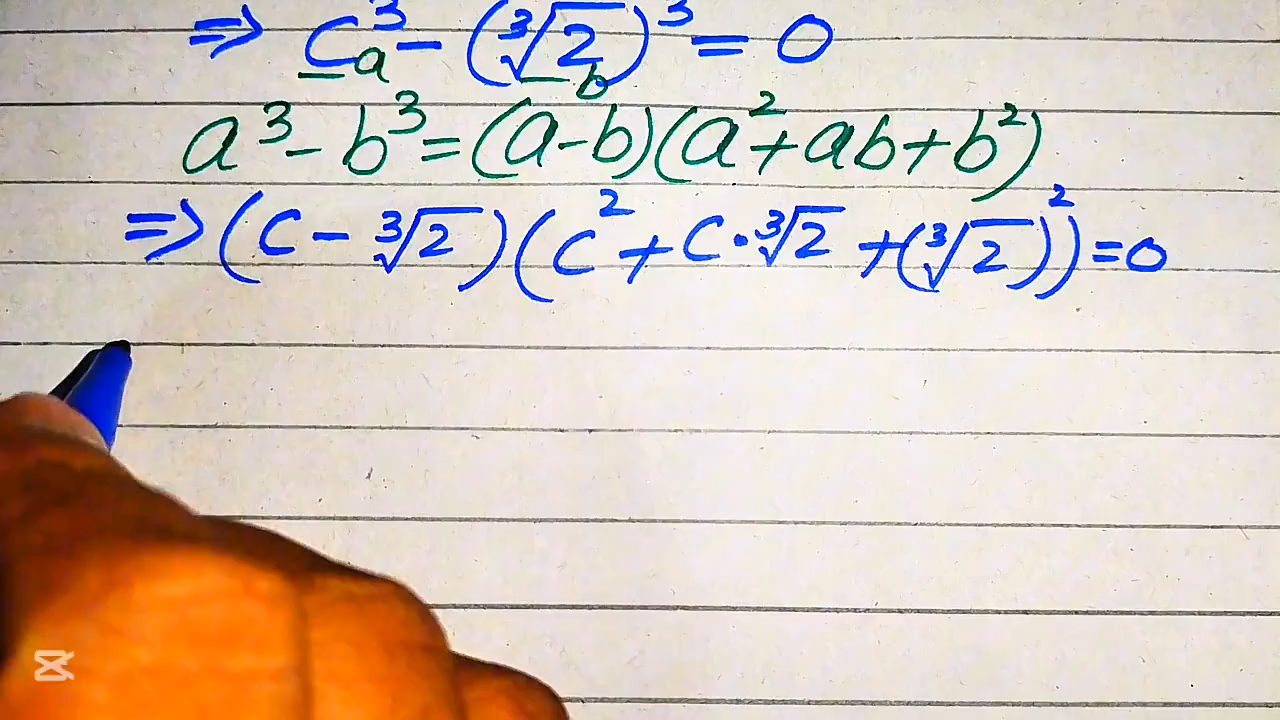 ⇒ C³ - (∛2)³ = 0
a b
a³ - b³ = (a-b)(a²+ab+b²)
⇒ (C - ∛2)(C² + C·∛2 + (∛2)²) = 0